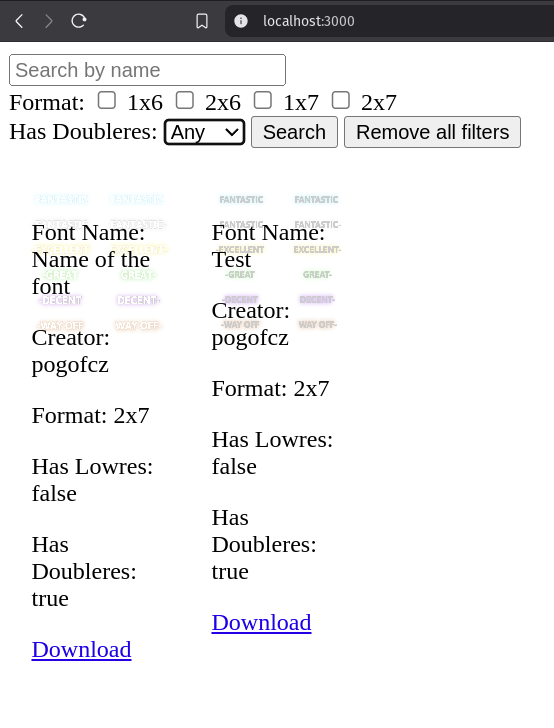 localhost:3000
Search by name
Format: 1x6 2x6 1x7 2x7
Has Doubleres: Any Search Remove all filters
FANTASTIC FANTASTIC
FANTASTIC FANTASTIC-
Font Name:
-EXCELLENT EXCELLENT-
Name of the
-GREAT GREAT-
font
-DECENT DECENT-
-WAY OFF WAY OFF-
Creator:
pogofcz
Format: 2x7
Has Lowres:
false
Has
Doubleres:
true
Download
FANTASTIC FANTASTIC
-FANTASTIC FANTASTIC-
Font Name:
-EXCELLENT EXCELLENT-
Test
-GREAT GREAT-
-DECENT DECENT-
Creator:
-WAY OFF WAY OFF-
pogofcz
Format: 2x7
Has Lowres:
false
Has
Doubleres:
true
Download